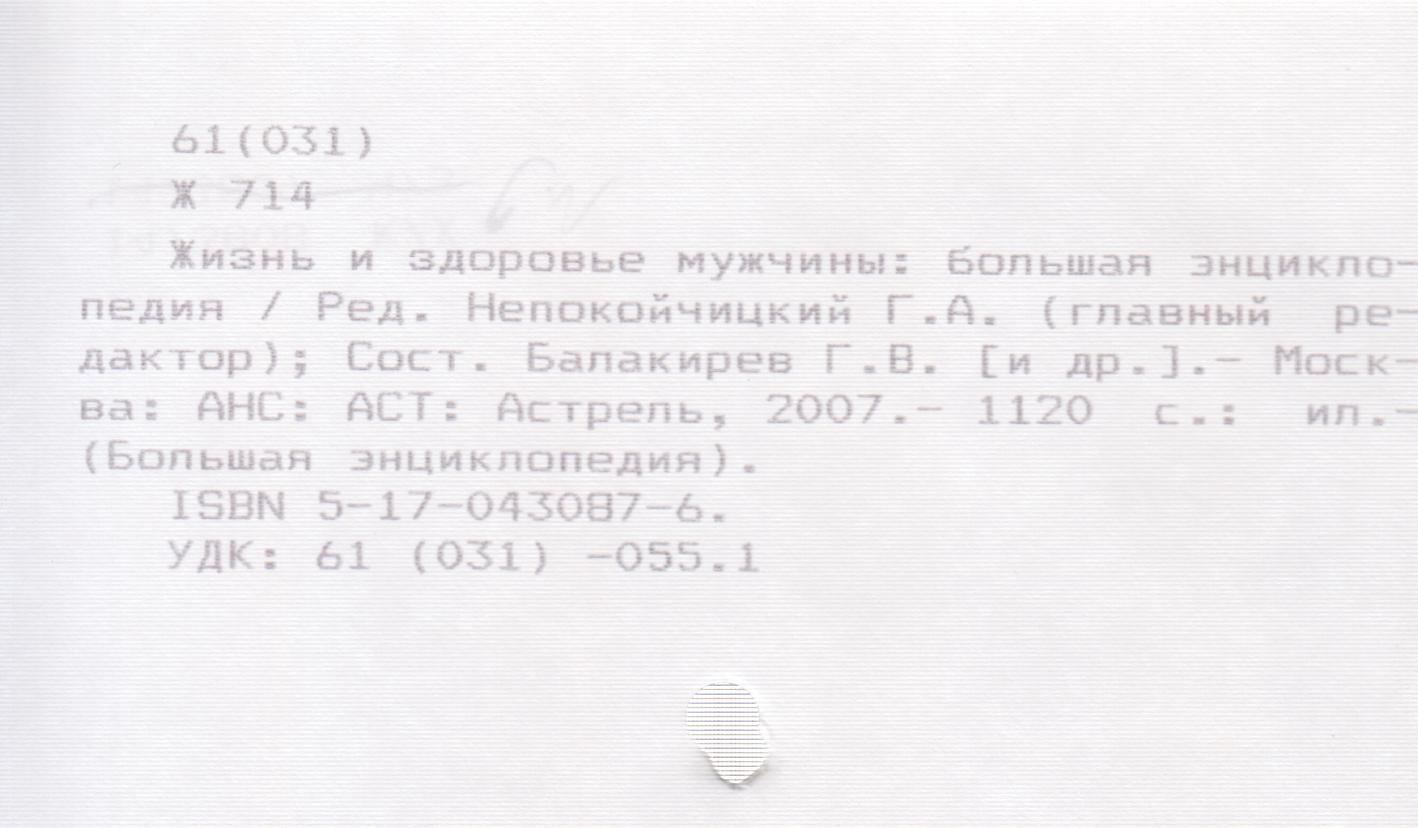 61(031)
Ж 714
Жизнь и здоровье мужчины: большая энцикло-
педия / Ред. Непокойчицкий Г.А. (главный ре-
дактор); Сост. Балакирев Г.В. [и др.].- Моск-
ва: АНС: АСТ: Астрель, 2007.- 1120 с.: ил.-
(Большая энциклопедия).
ISBN 5-17-043087-6.
УДК: 61 (031) -055.1